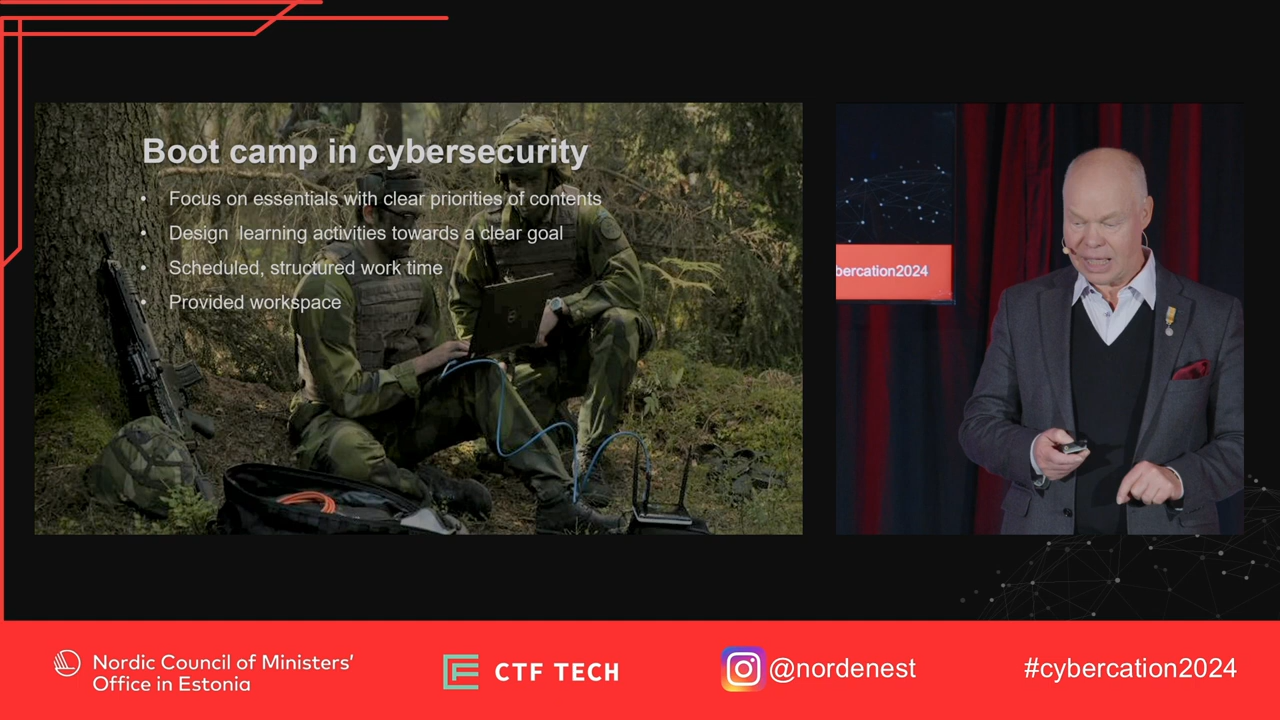 Boot camp in cybersecurity
• Focus on essentials with clear priorities of contents
• Design learning activities towards a clear goal
• Scheduled, structured work time
• Provided workspace
bercation2024
Nordic Council of Ministers’
Office in Estonia
CTF TECH
@nordenest
#cybercation2024